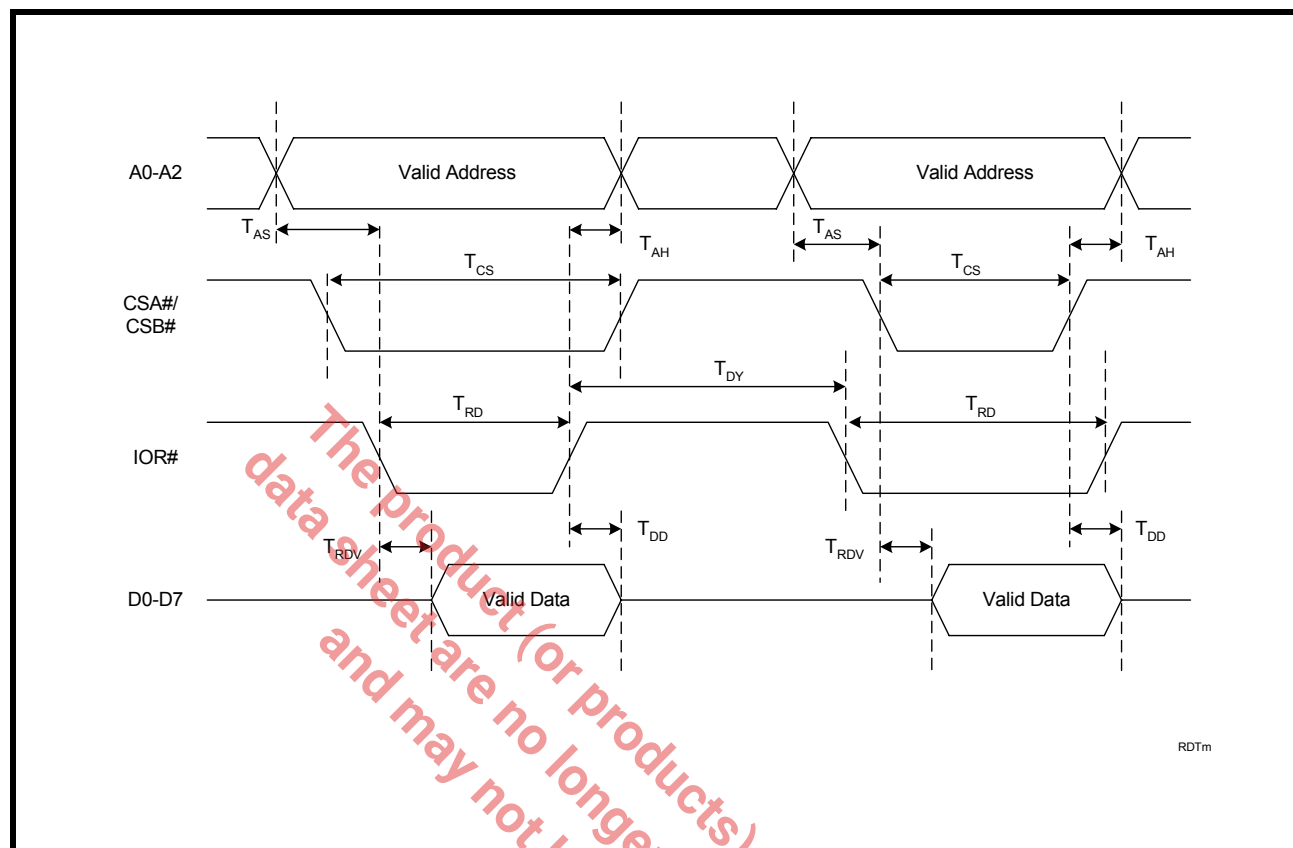 A0-A2
Valid Address
Valid Address
TAS
TAH
TAS
TAH
TCS
TCS
CSA#/
CSB#
TDY
TRD
TRD
IOR#
TRDV
TDD
TRDV
TDD
D0-D7
Valid Data
Valid Data
RDTm
The product (or products)
data sheet are no longer
and may not